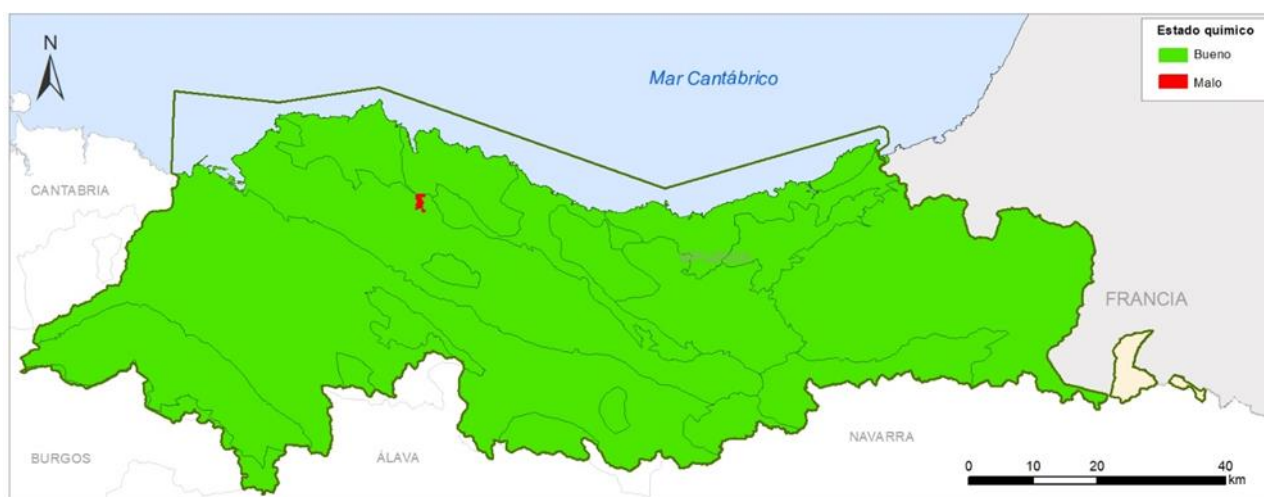 N
Mar Cantábrico
Estado químico
Bueno
Malo
CANTABRIA
FRANCIA
NAVARRA
BURGOS
ÁLAVA
0 10 20 40
km